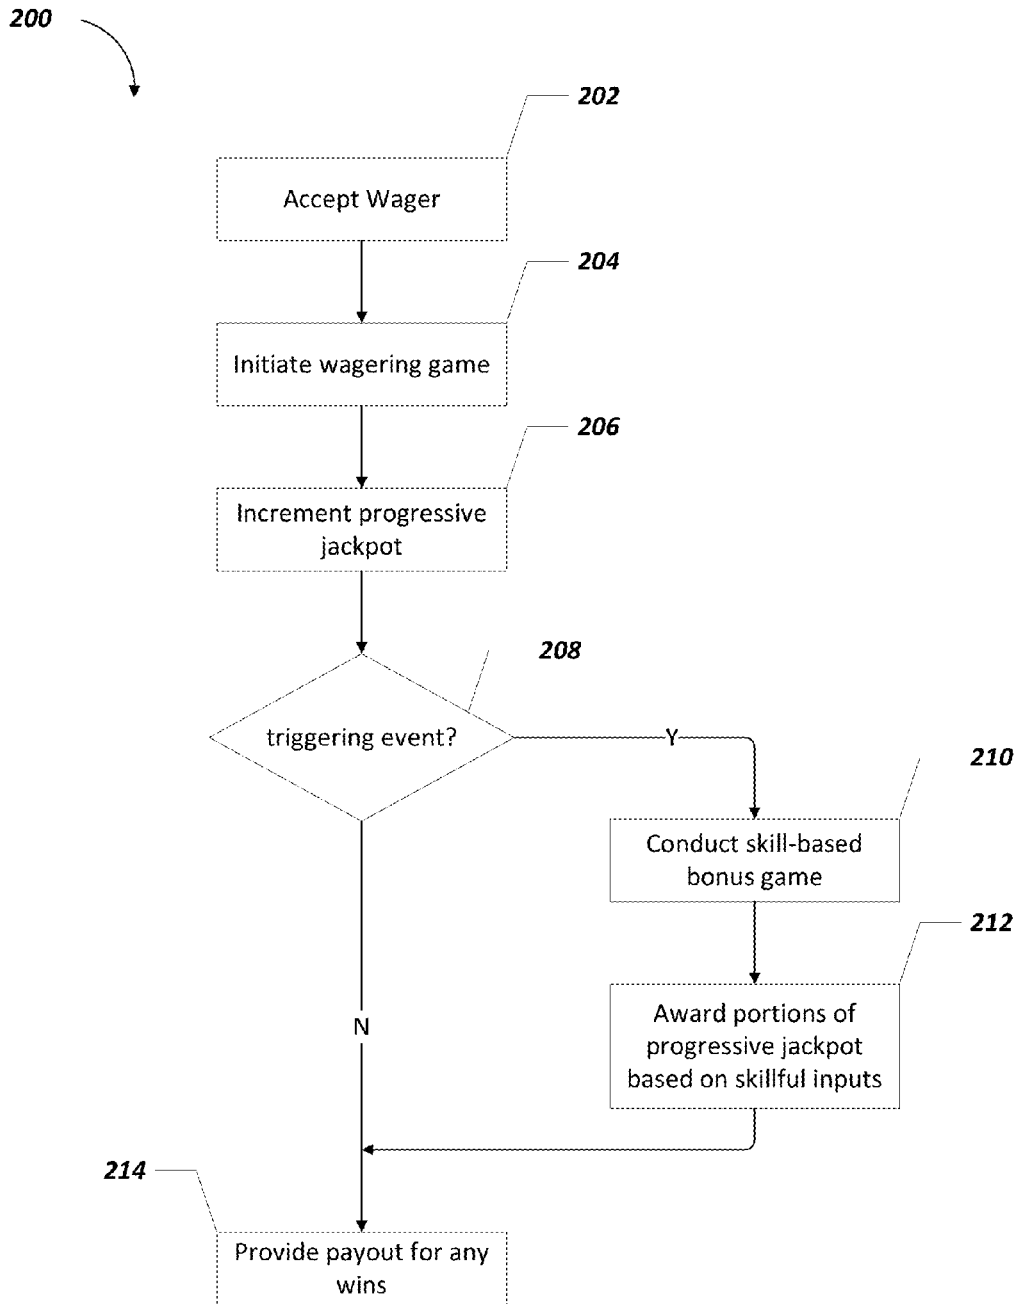 200
202
Accept Wager
204
Initiate wagering game
206
Increment progressive
jackpot
208
triggering event?
Y
210
Conduct skill-based
bonus game
212
Award portions of
progressive jackpot
based on skillful inputs
N
214
Provide payout for any
wins